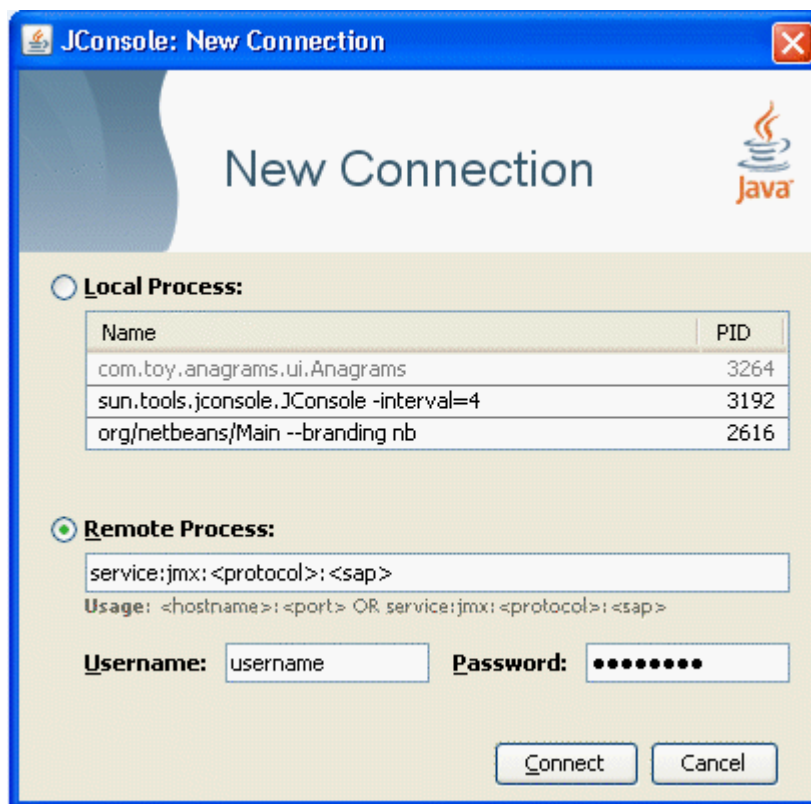 JConsole: New Connection
New Connection
Java
Local Process:
Name PID
com.toy.anagrams.ui.Anagrams 3264
sun.tools.jconsole.JConsole -interval=4 3192
org/netbeans/Main --branding nb 2616
Remote Process:
service:jmx:<protocol>:<sap>
Usage: <hostname>:<port> OR service:jmx:<protocol>:<sap>
Username: username Password: ●●●●●●●●
Connect Cancel